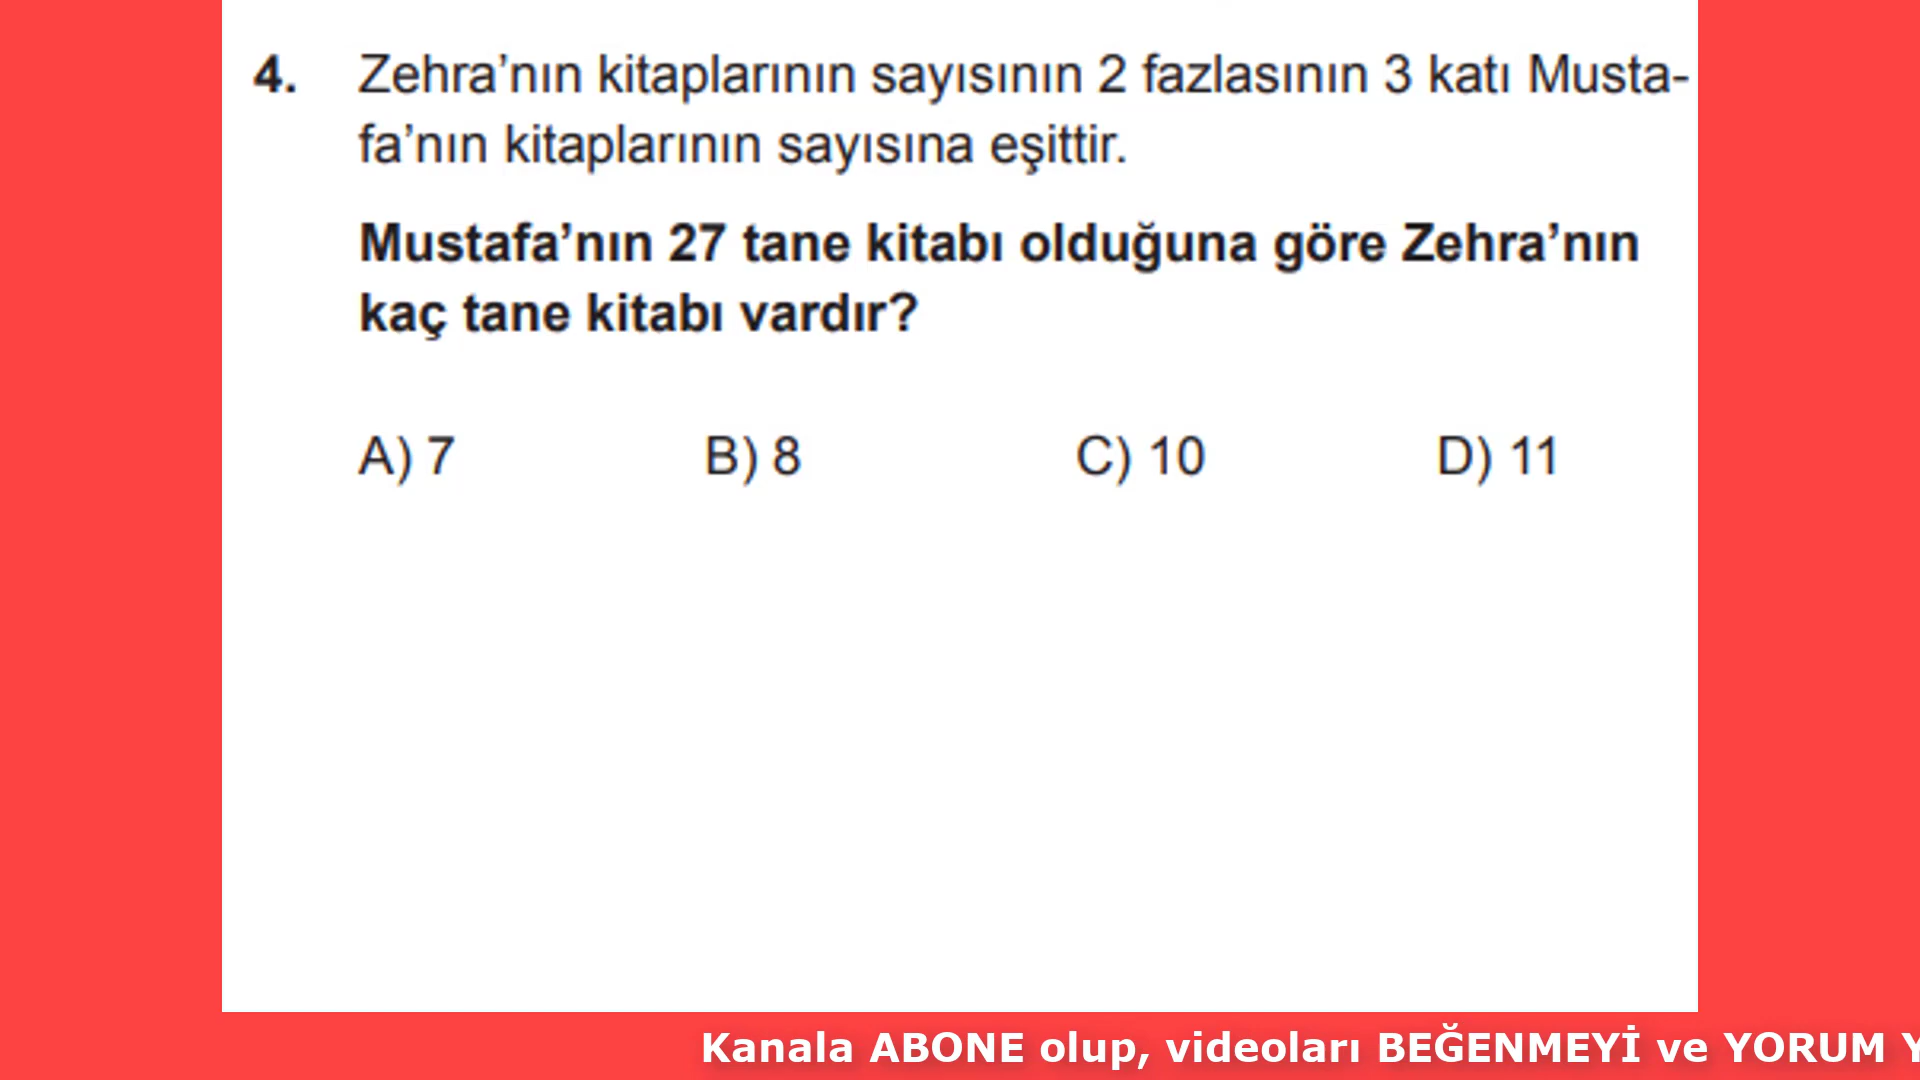 4. Zehra’nın kitaplarının sayısının 2 fazlasının 3 katı Musta-
fa’nın kitaplarının sayısına eşittir.
Mustafa’nın 27 tane kitabı olduğuna göre Zehra’nın
kaç tane kitabı vardır?
A) 7 B) 8 C) 10 D) 11
Kanala ABONE olup, videoları BEĞENMEYİ ve YORUM